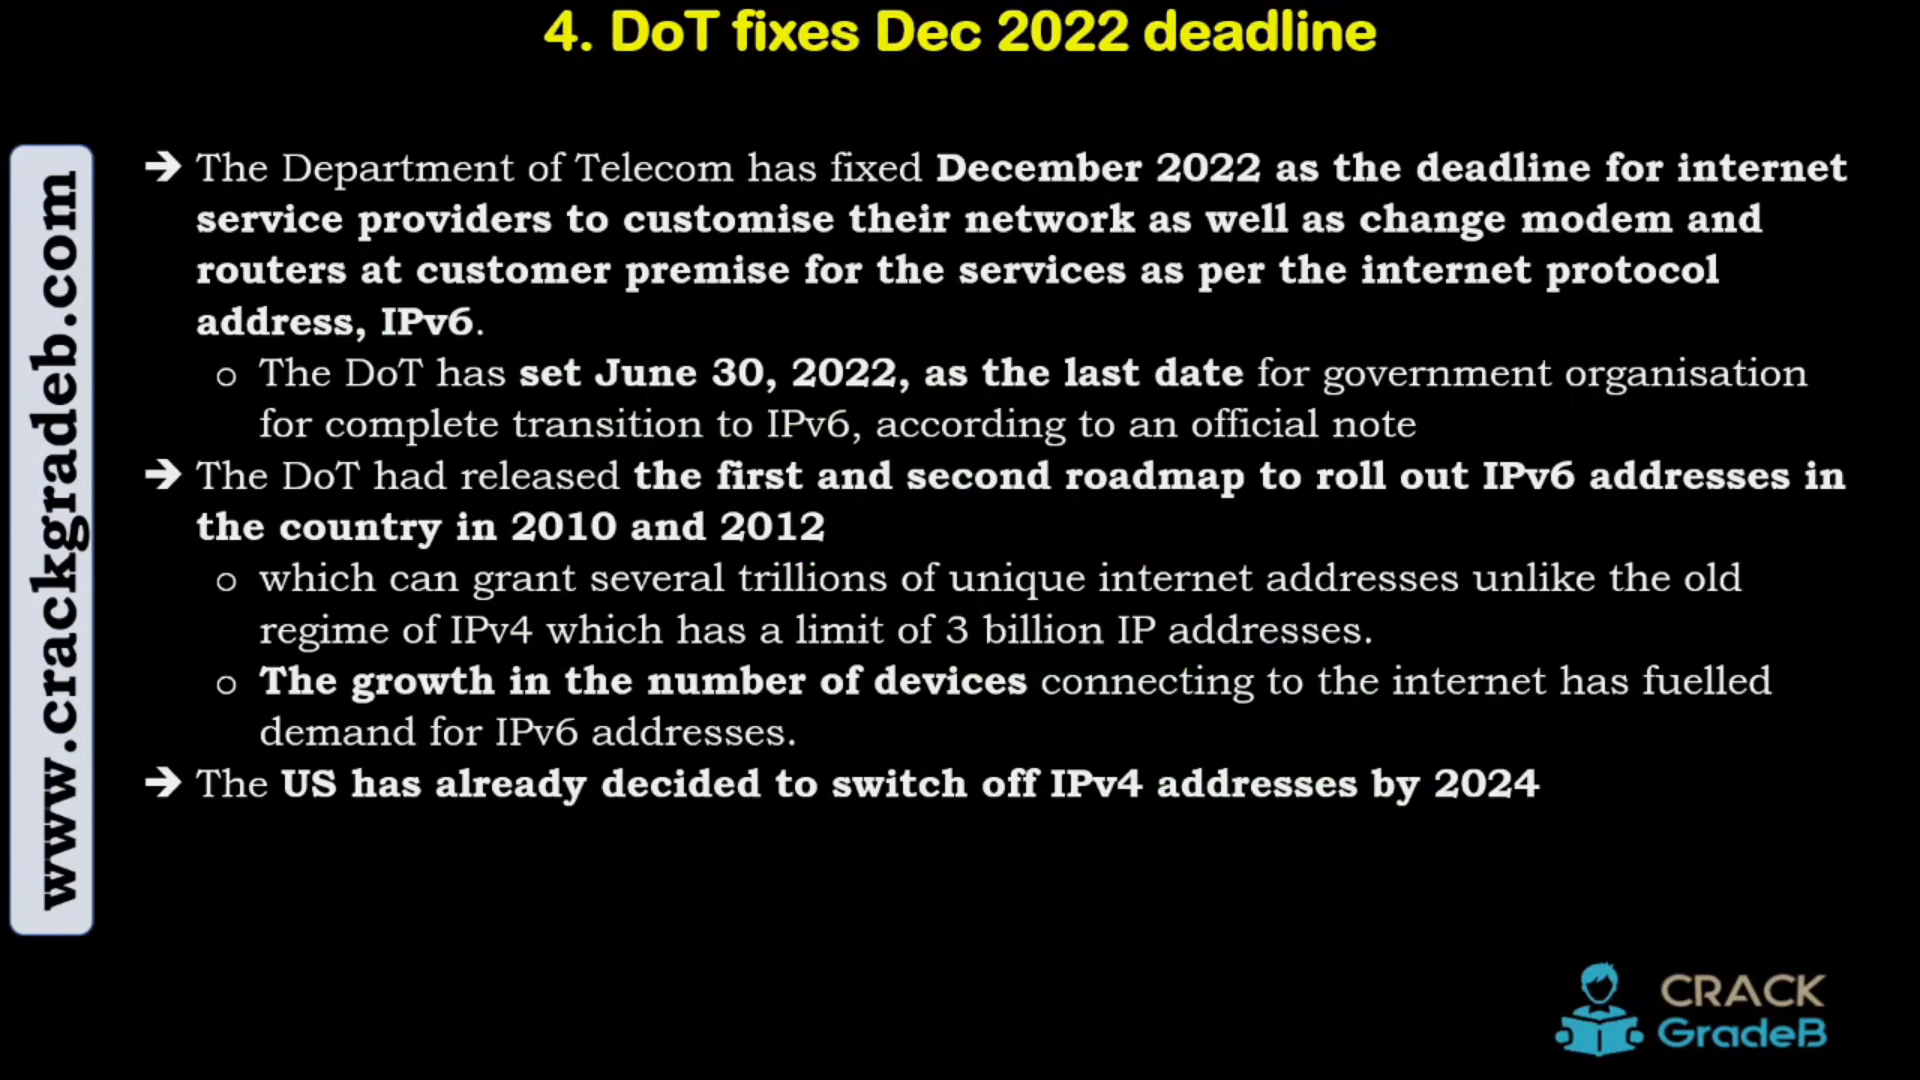 4. DoT fixes Dec 2022 deadline
www.crackgradeb.com
➔ The Department of Telecom has fixed December 2022 as the deadline for internet
service providers to customise their network as well as change modem and
routers at customer premise for the services as per the internet protocol
address, IPv6.
o The DoT has set June 30, 2022, as the last date for government organisation
for complete transition to IPv6, according to an official note
➔ The DoT had released the first and second roadmap to roll out IPv6 addresses in
the country in 2010 and 2012
o which can grant several trillions of unique internet addresses unlike the old
regime of IPv4 which has a limit of 3 billion IP addresses.
o The growth in the number of devices connecting to the internet has fuelled
demand for IPv6 addresses.
➔ The US has already decided to switch off IPv4 addresses by 2024
CRACK
GradeB